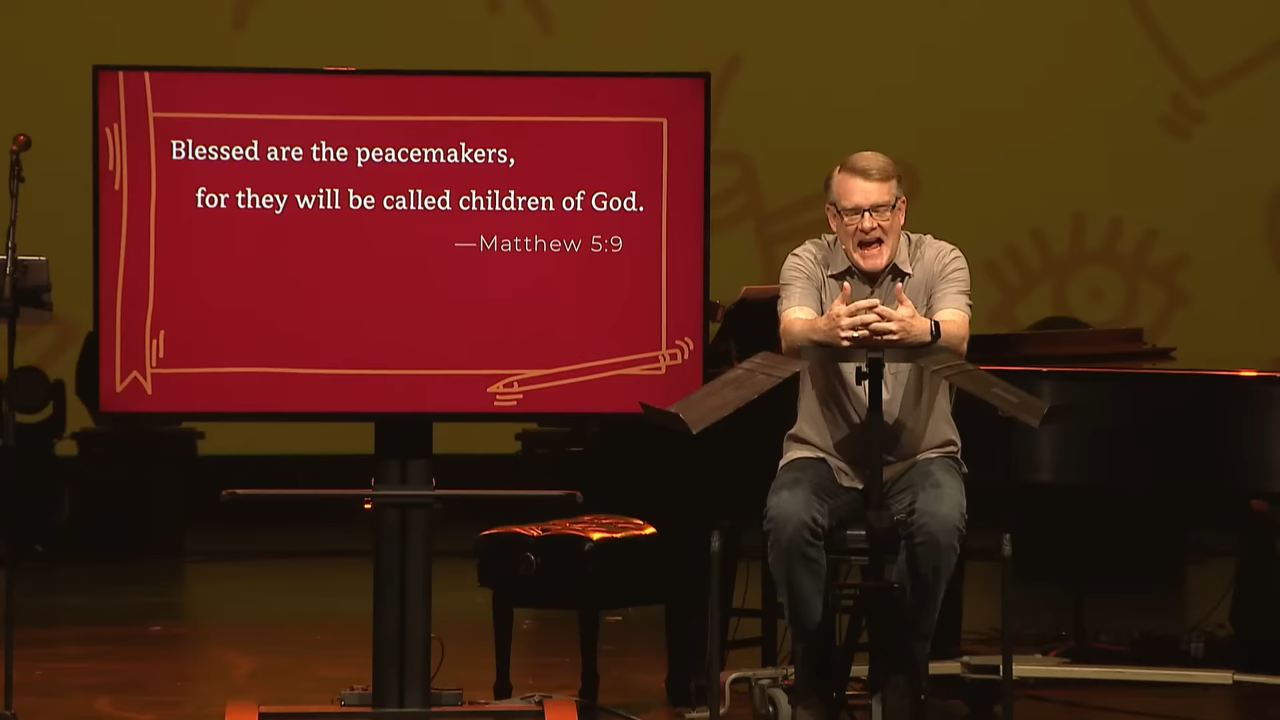 Blessed are the peacemakers,
for they will be called children of God.
—Matthew 5:9